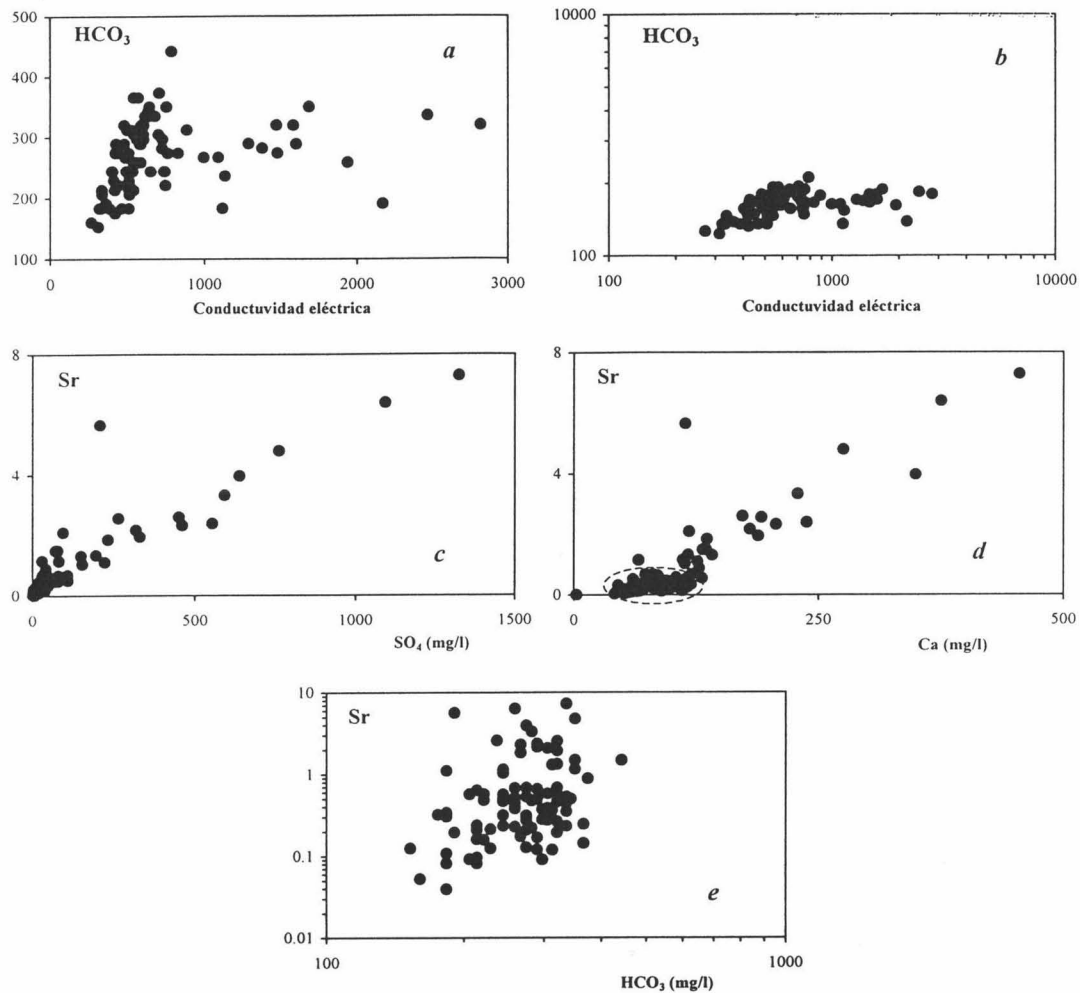 500
HCO₃
a
400
300
200
100
0
1000
2000
3000
Conductuvidad eléctrica
10000
HCO₃
b
100
100
1000
10000
Conductuvidad eléctrica
8
Sr
4
c
0
0
500
1000
1500
SO₄ (mg/l)
8
Sr
4
d
0
0
250
500
Ca (mg/l)
10
Sr
1
0.1
e
0.01
100
1000
HCO₃ (mg/l)